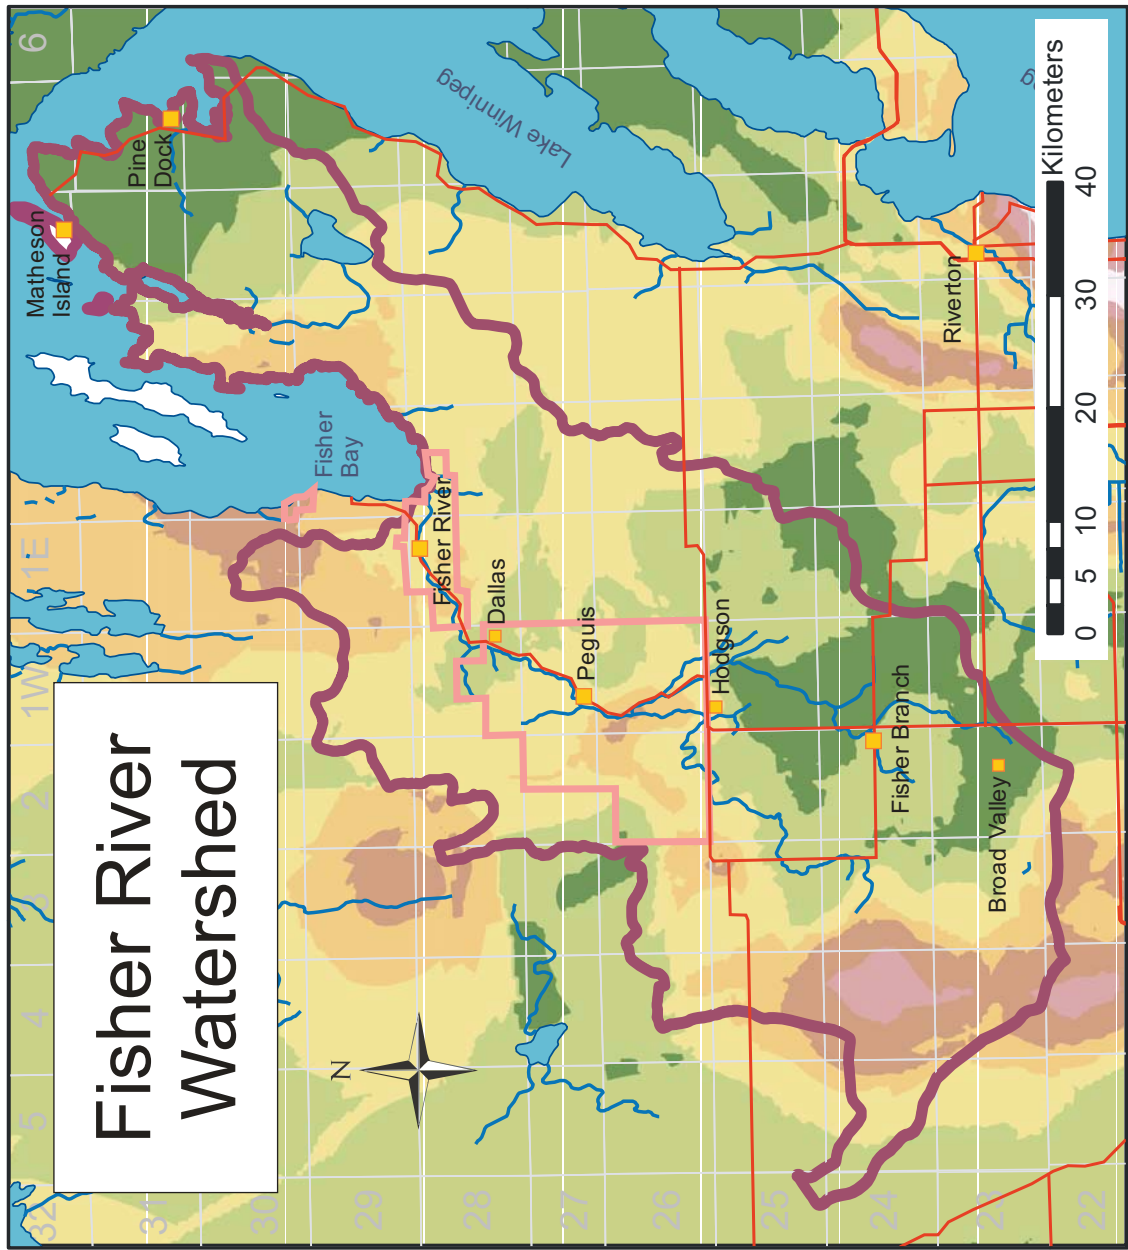 Fisher River
Watershed
N
Matheson
Island
Pine
Dock
Lake Winnipeg
Fisher
Bay
Fisher River
Dallas
Peguis
Hodgson
Fisher Branch
Broad Valley
Riverton
g
Kilometers
0 5 10 20 30 40
5 4 3 2 1W 1E 6
32
31
30
29
28
27
26
25
24
23
22